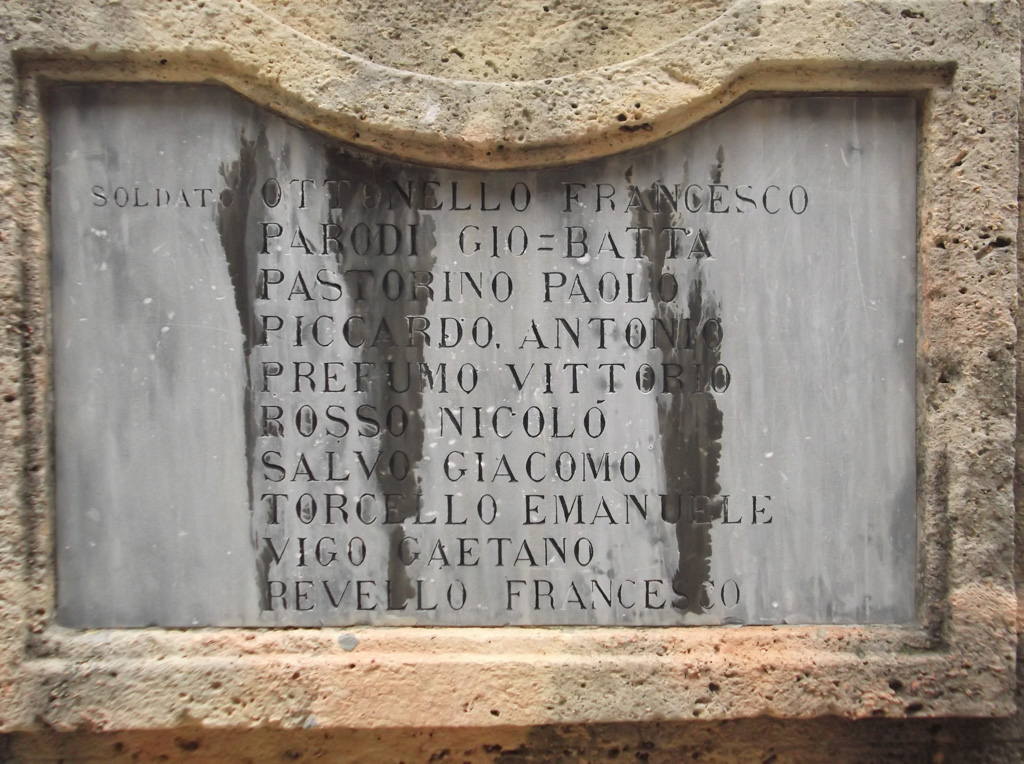 SOLDATO OTTONELLO FRANCESCO
PARODI GIO=BATTA
PASTORINO PAOLO
PICCARDO. ANTONIO
PREFUMO VITTORIO
ROSSO NICOLÓ
SALVO GIACOMO
TORCELLO EMANUELE
VIGO GAETANO
REVELLO FRANCESCO